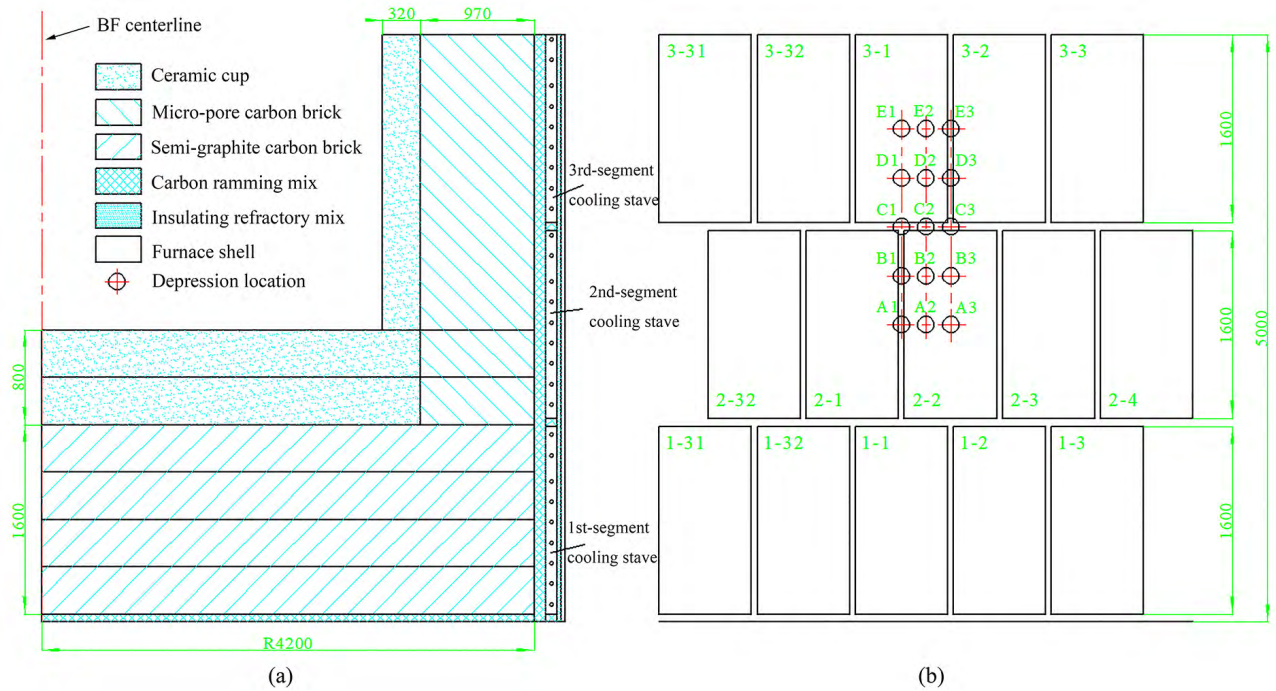 BF centerline
320
970
Ceramic cup
Micro-pore carbon brick
Semi-graphite carbon brick
Carbon ramming mix
Insulating refractory mix
Furnace shell
Depression location
3rd-segment
cooling stave
2nd-segment
cooling stave
1st-segment
cooling stave
800
1600
R4200
(a)
3-31
3-32
3-1
3-2
3-3
E1
E2
E3
D1
D2
D3
C1
C2
C3
B1
B2
B3
A1
A2
A3
2-32
2-1
2-2
2-3
2-4
1-31
1-32
1-1
1-2
1-3
1600
1600
1600
5000
(b)